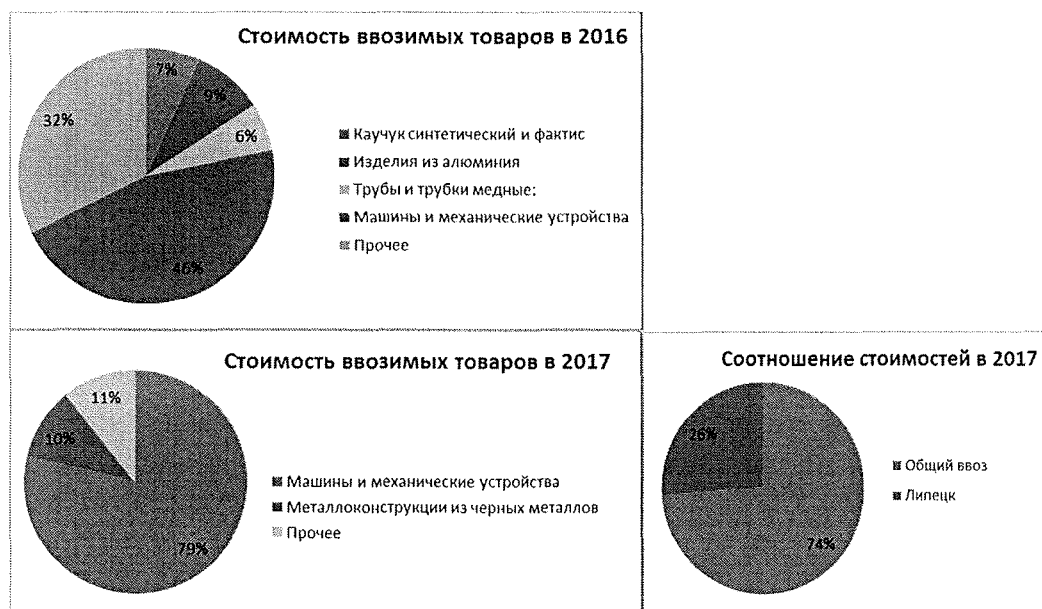 Стоимость ввозимых товаров в 2016
7%
9%
6%
46%
32%
Каучук синтетический и фактис
Изделия из алюминия
Трубы и трубки медные;
Машины и механические устройства
Прочее
Стоимость ввозимых товаров в 2017
11%
10%
79%
Машины и механические устройства
Металлоконструкции из черных металлов
Прочее
Соотношение стоимостей в 2017
26%
74%
Общий ввоз
Липецк